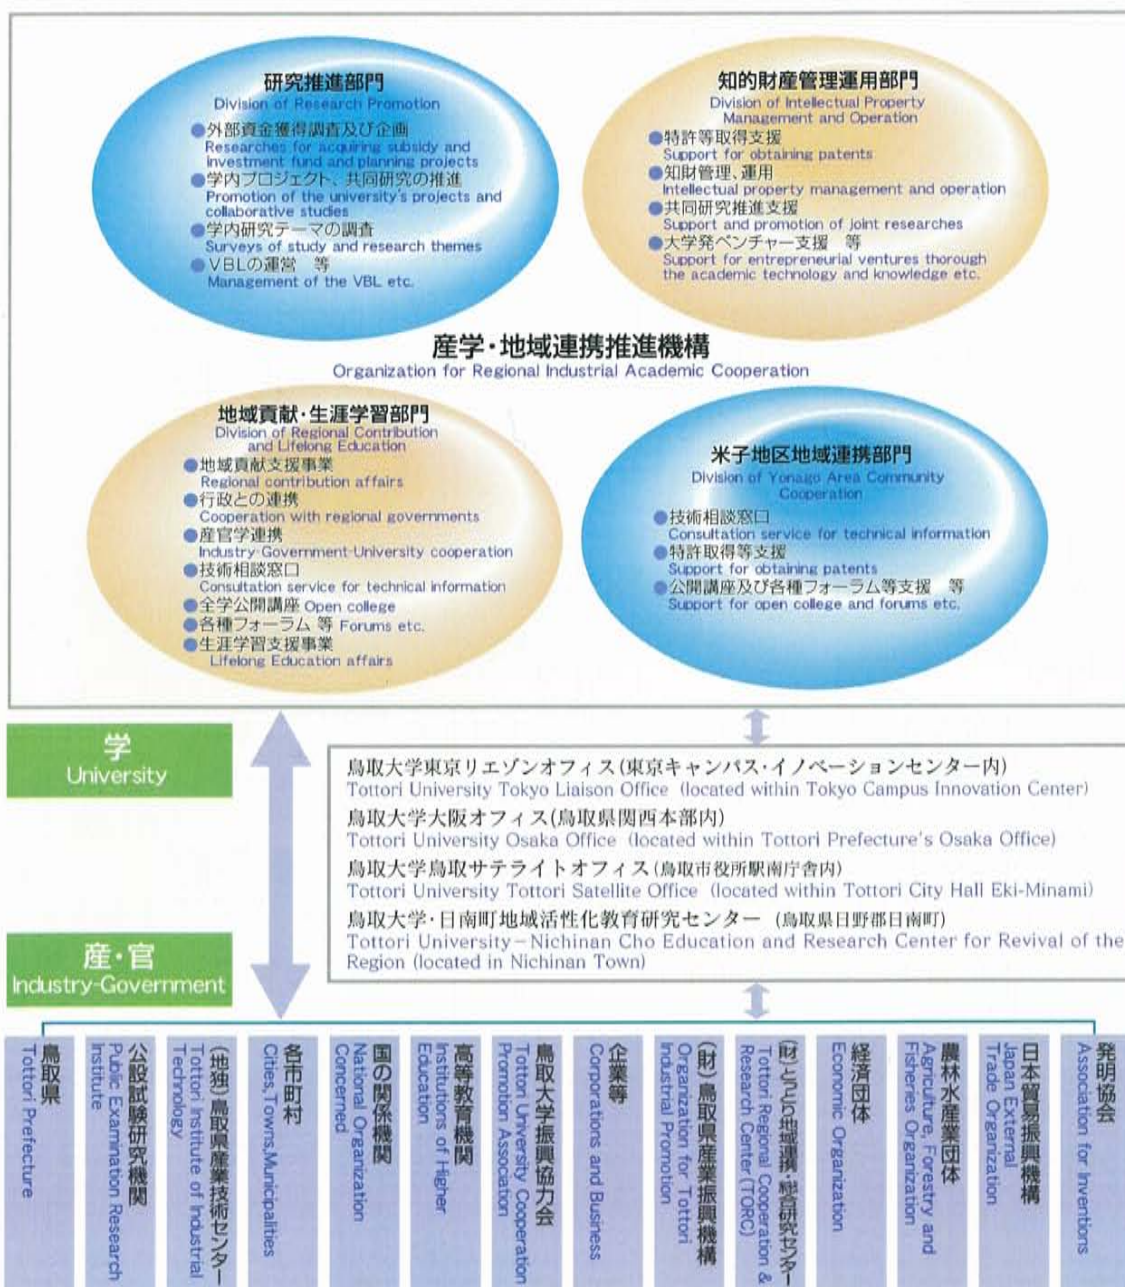 研究推進部門
Division of Research Promotion
●外部資金獲得調査及び企画
Researches for acquiring subsidy and
investment fund and planning projects
●学内プロジェクト、共同研究の推進
Promotion of the university's projects and
collaborative studies
●学内研究テーマの調査
Surveys of study and research themes
●VBLの運営 等
Management of the VBL etc.
知的財産管理運用部門
Division of Intellectual Property
Management and Operation
●特許等取得支援
Support for obtaining patents
●知財管理、運用
Intellectual property management and operation
●共同研究推進支援
Support and promotion of joint researches
●大学発ベンチャー支援 等
Support for entrepreneurial ventures thorough
the academic technology and knowledge etc.
産学・地域連携推進機構
Organization for Regional Industrial Academic Cooperation
地域貢献・生涯学習部門
Division of Regional Contribution
and Lifelong Education
●地域貢献支援事業
Regional contribution affairs
●行政との連携
Cooperation with regional governments
●産官学連携
Industry-Government-University cooperation
●技術相談窓口
Consultation service for technical information
●全学公開講座 Open college
●各種フォーラム 等 Forums etc.
●生涯学習支援事業
Lifelong Education affairs
米子地区地域連携部門
Division of Yonago Area Community
Cooperation
●技術相談窓口
Consultation service for technical information
●特許取得等支援
Support for obtaining patents
●公開講座及び各種フォーラム等支援 等
Support for open college and forums etc.
学
University
鳥取大学東京リエゾンオフィス(東京キャンパス・イノベーションセンター内)
Tottori University Tokyo Liaison Office (located within Tokyo Campus Innovation Center)
鳥取大学大阪オフィス(鳥取県関西本部内)
Tottori University Osaka Office (located within Tottori Prefecture's Osaka Office)
鳥取大学鳥取サテライトオフィス(鳥取市役所駅南庁舎内)
Tottori University Tottori Satellite Office (located within Tottori City Hall Eki-Minami)
鳥取大学・日南町地域活性化教育研究センター (鳥取県日野郡日南町)
Tottori University-Nichinan Cho Education and Research Center for Revival of the
Region (located in Nichinan Town)
産・官
Industry-Government
鳥取県
Tottori Prefecture
公設試験研究機関
Public Examination Research
Institute
(地独)鳥取県産業技術センター
Tottori Institute of Industrial
Technology
各市町村
Cities,Towns,Municipalities
国の関係機関
National Organization
Concerned
高等教育機関
Institutions of Higher
Education
鳥取大学振興協力会
Tottori University Cooperation
Promotion Association
企業等
Corporations and Business
(財)鳥取県産業振興機構
Organization for Tottori
Industrial Promotion
(財)とっとり地域連携・総合研究センター
Tottori Regional Cooperation &
Research Center(TORC)
経済団体
Economic Organization
農林水産業団体
Agriculture, Forestry and
Fisheries Organization
日本貿易振興機構
Japan External
Trade Organization
発明協会
Association for Inventions